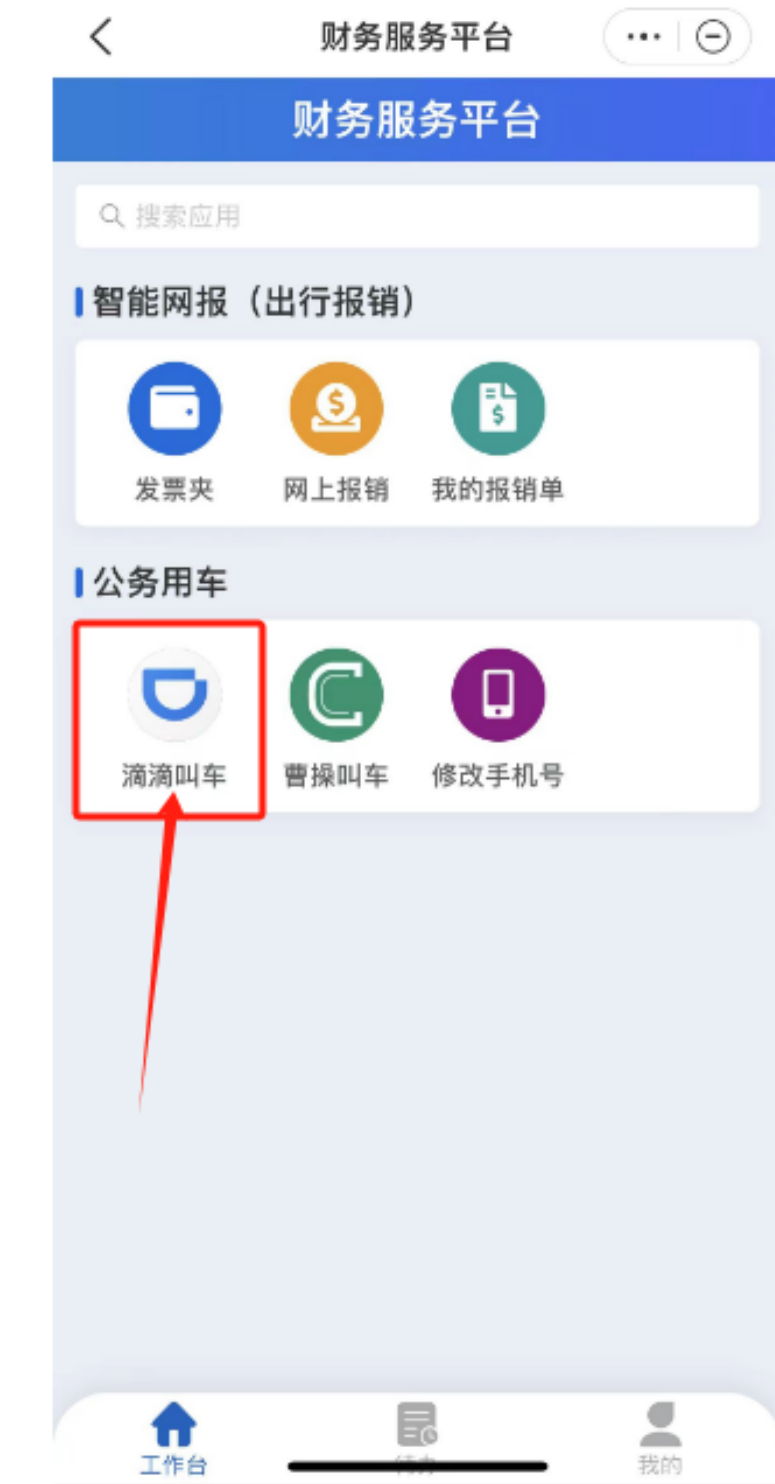 财务服务平台
财务服务平台
搜索应用
智能网报（出行报销）
发票夹 网上报销 我的报销单
公务用车
滴滴叫车 曹操叫车 修改手机号
工作台 我的